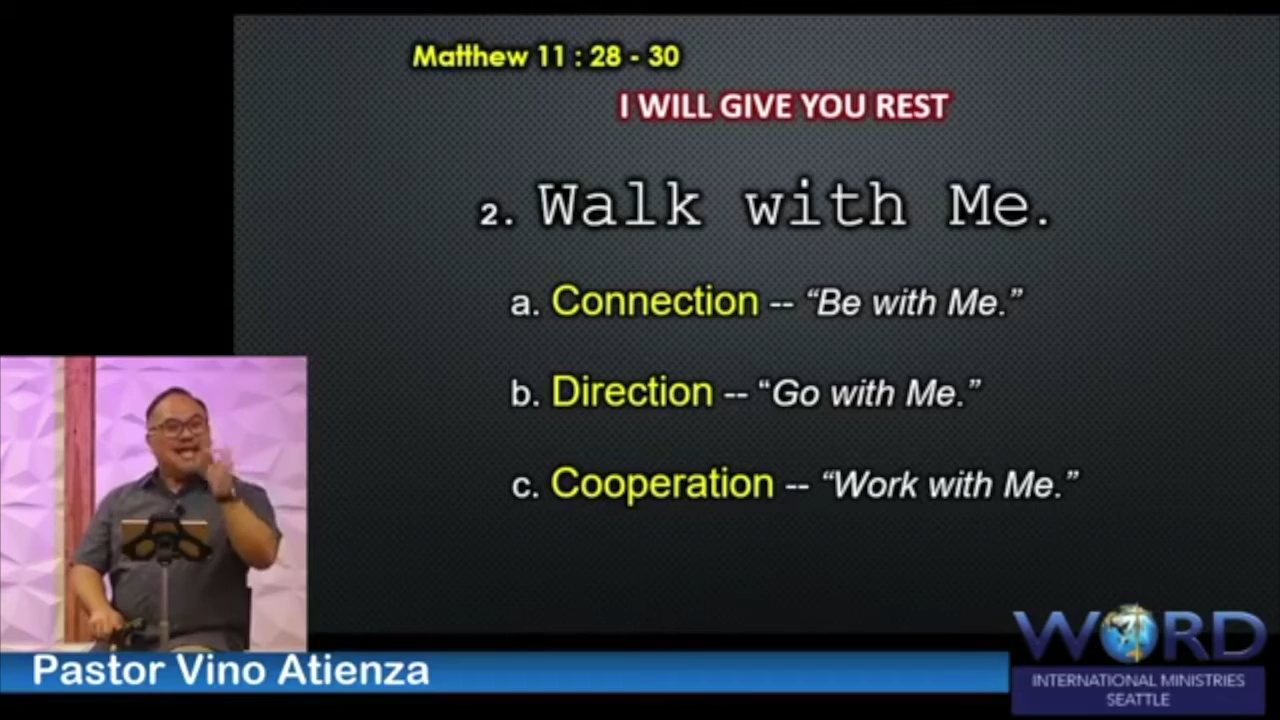 Matthew 11 : 28 - 30
I WILL GIVE YOU REST
2. Walk with Me.
a. Connection -- “Be with Me.”
b. Direction -- “Go with Me.”
c. Cooperation -- “Work with Me.”
Pastor Vino Atienza
WORD
INTERNATIONAL MINISTRIES
SEATTLE